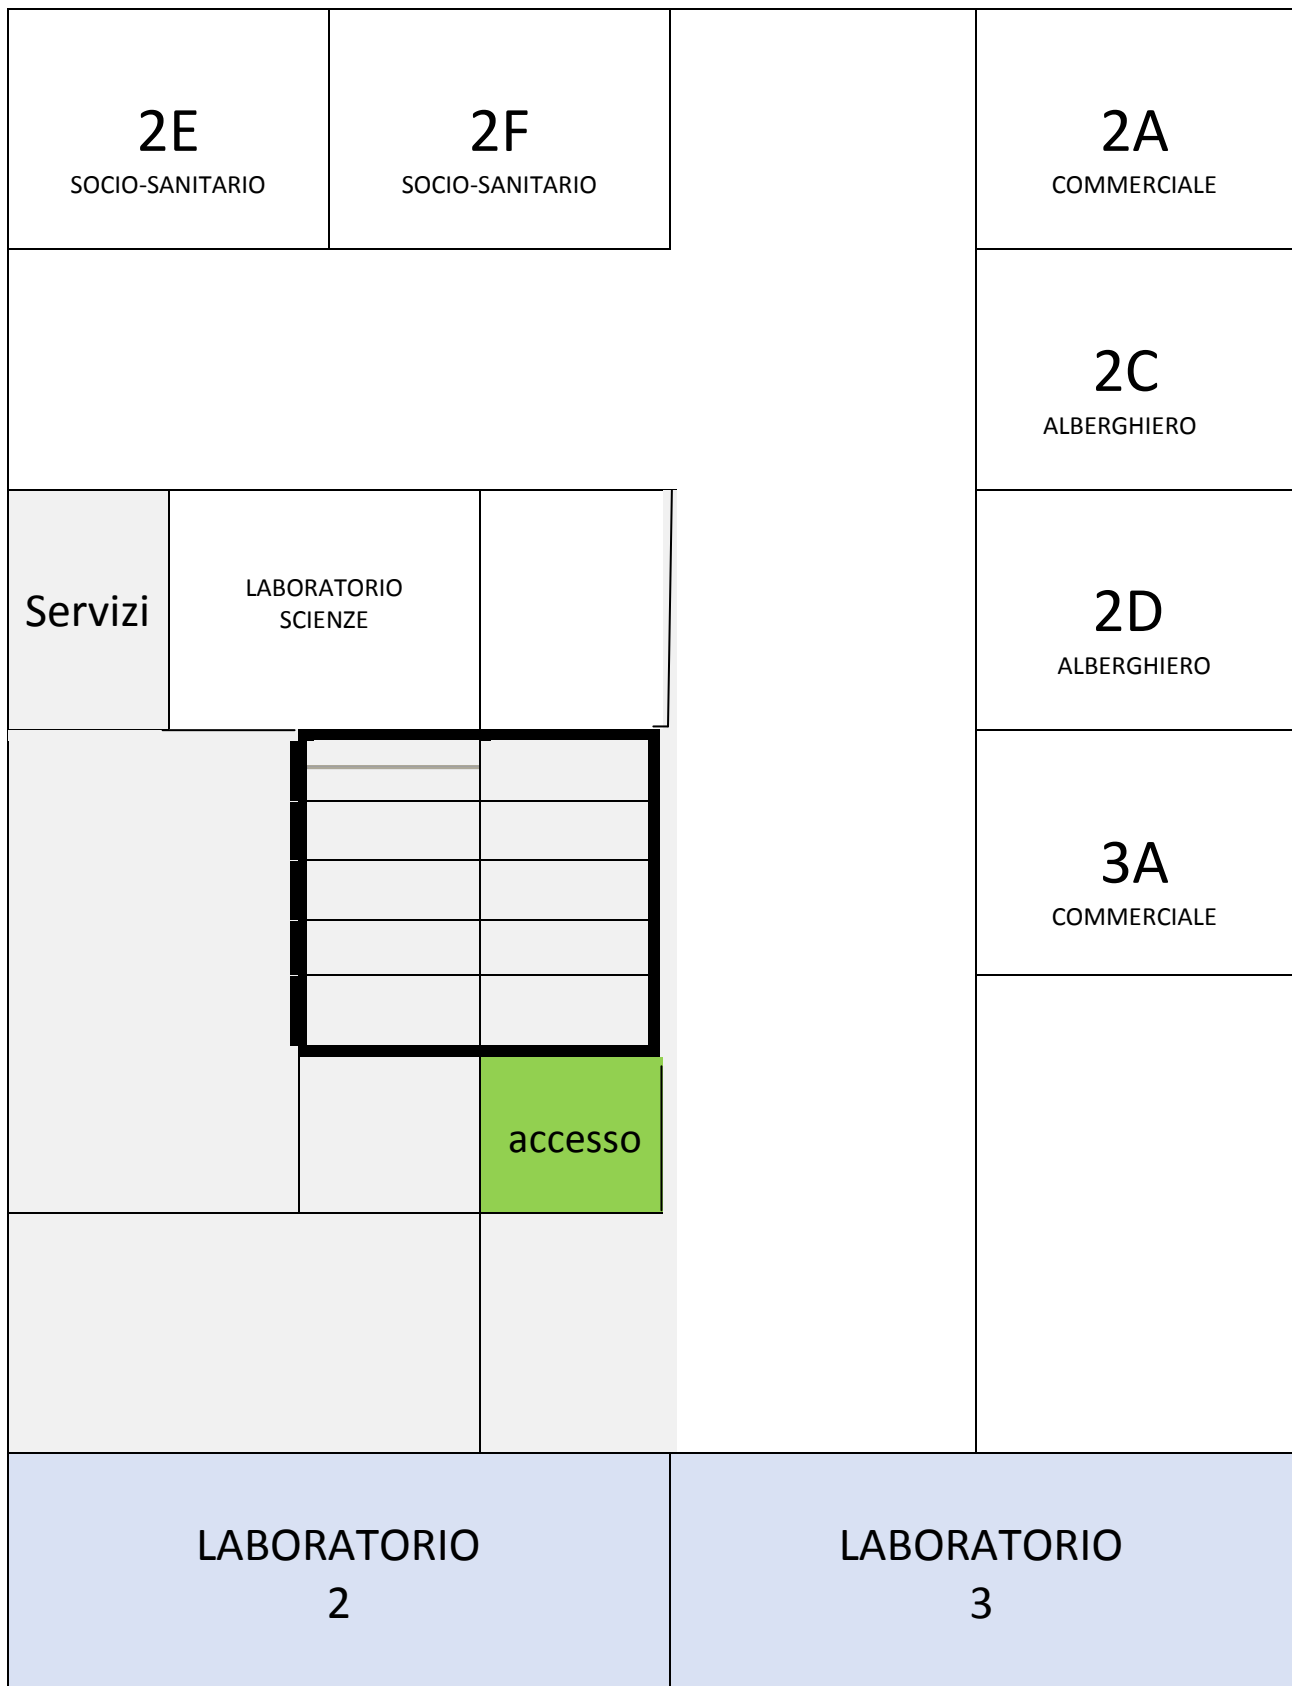 2E
SOCIO-SANITARIO
2F
SOCIO-SANITARIO
2A
COMMERCIALE
2C
ALBERGHIERO
Servizi
LABORATORIO
SCIENZE
2D
ALBERGHIERO
3A
COMMERCIALE
accesso
LABORATORIO
2
LABORATORIO
3